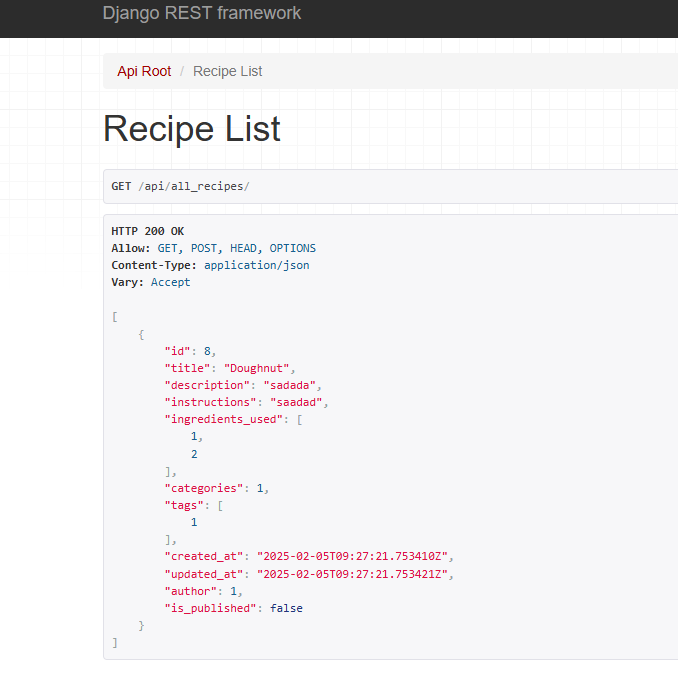 Django REST framework
Api Root / Recipe List
Recipe List
GET /api/all_recipes/
HTTP 200 OK
Allow: GET, POST, HEAD, OPTIONS
Content-Type: application/json
Vary: Accept
[
    {
        "id": 8,
        "title": "Doughnut",
        "description": "sadada",
        "instructions": "saadad",
        "ingredients_used": [
            1,
            2
        ],
        "categories": 1,
        "tags": [
            1
        ],
        "created_at": "2025-02-05T09:27:21.753410Z",
        "updated_at": "2025-02-05T09:27:21.753421Z",
        "author": 1,
        "is_published": false
    }
]